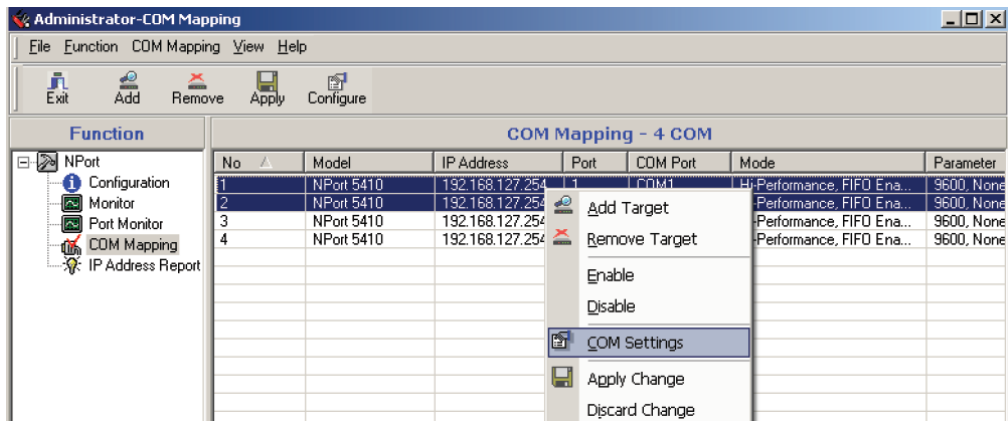 Administrator-COM Mapping
File Function COM Mapping View Help
Exit Add Remove Apply Configure
Function
COM Mapping - 4 COM
NPort
Configuration
Monitor
Port Monitor
COM Mapping
IP Address Report
No Model IP Address Port COM Port Mode Parameter
1 NPort 5410 192.168.127.254 1 COM1 Hi-Performance, FIFO Ena... 9600, None
2 NPort 5410 192.168.127.254 -Performance, FIFO Ena... 9600, None
3 NPort 5410 192.168.127.254 -Performance, FIFO Ena... 9600, None
4 NPort 5410 192.168.127.254 -Performance, FIFO Ena... 9600, None
Add Target
Remove Target
Enable
Disable
COM Settings
Apply Change
Discard Change